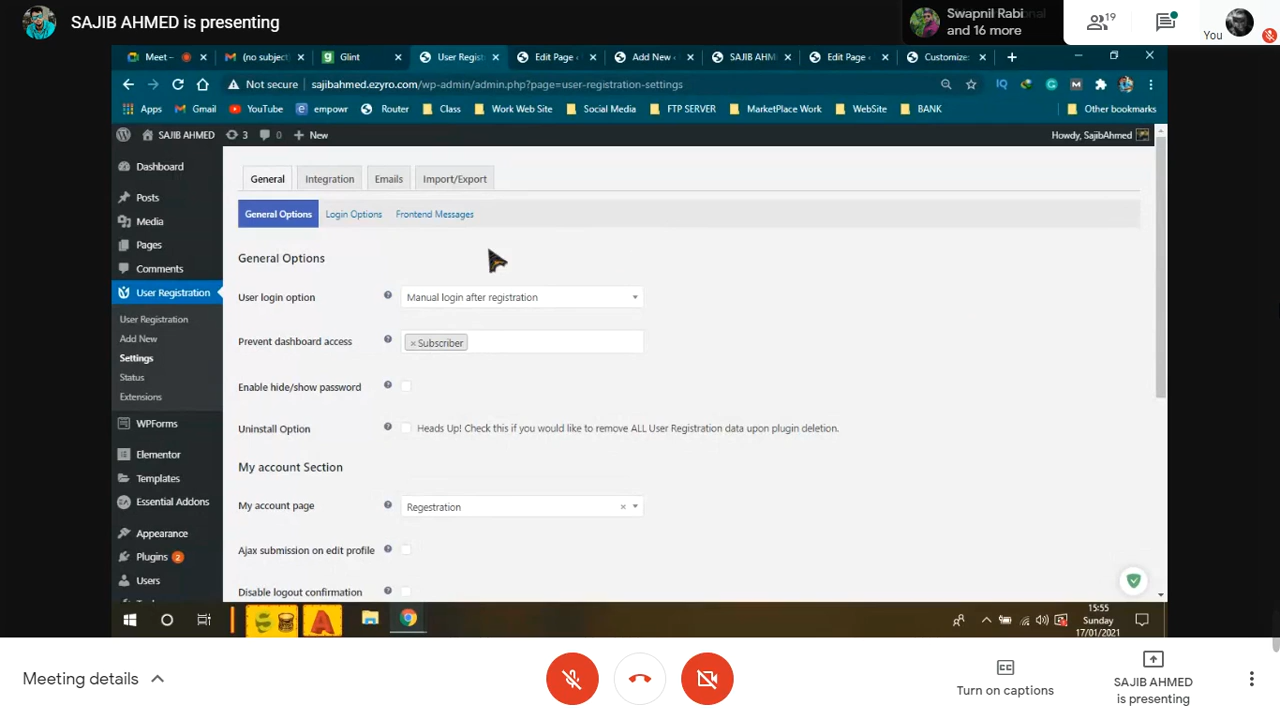 SAJIB AHMED is presenting
Swapnil Rabi
and 16 more
19
You
Meet -
(no subject)
Glint
User Regist
Edit Page
Add New
SAJIB AHM
Edit Page
Customize:
Not secure
sajibahmed.ezyro.com/wp-admin/admin.php?page=user-registration-settings
Apps
Gmail
YouTube
empowr
Router
Class
Work Web Site
Social Media
FTP SERVER
MarketPlace Work
WebSite
BANK
Other bookmarks
SAJIB AHMED
3
0
New
Howdy, SajibAhmed
Dashboard
Posts
Media
Pages
Comments
User Registration
User Registration
Add New
Settings
Status
Extensions
WPForms
Elementor
Templates
Essential Addons
Appearance
Plugins 2
Users
General
Integration
Emails
Import/Export
General Options
Login Options
Frontend Messages
General Options
User login option
Manual login after registration
Prevent dashboard access
× Subscriber
Enable hide/show password
Uninstall Option
Heads Up! Check this if you would like to remove ALL User Registration data upon plugin deletion.
My account Section
My account page
Regestration
Ajax submission on edit profile
Disable logout confirmation
15:55
Sunday
17/01/2021
Meeting details
Turn on captions
SAJIB AHMED
is presenting